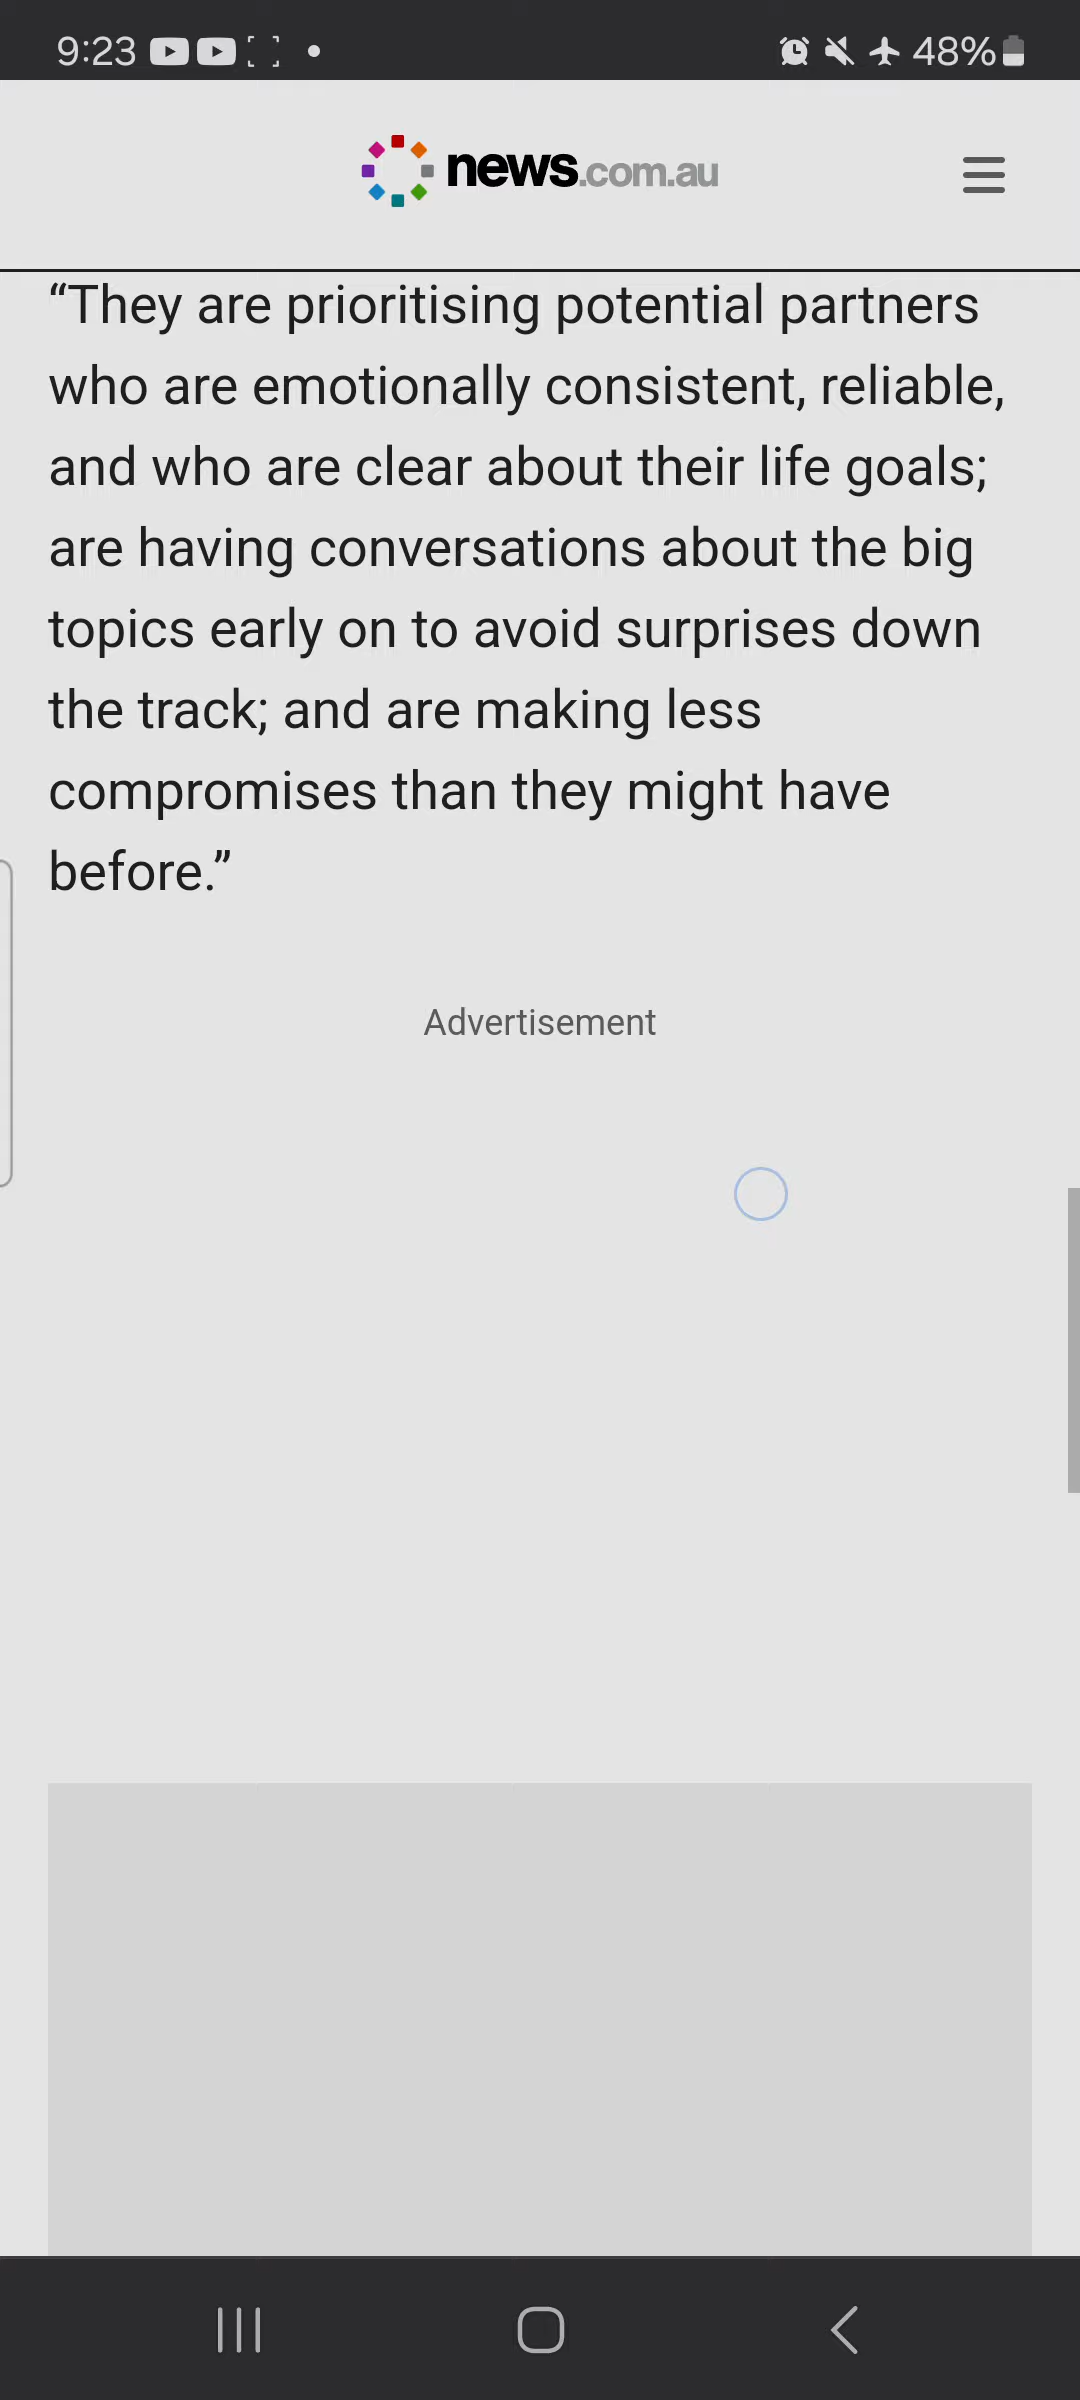 9:23
48%
news.com.au
“They are prioritising potential partners
who are emotionally consistent, reliable,
and who are clear about their life goals;
are having conversations about the big
topics early on to avoid surprises down
the track; and are making less
compromises than they might have
before.”
Advertisement